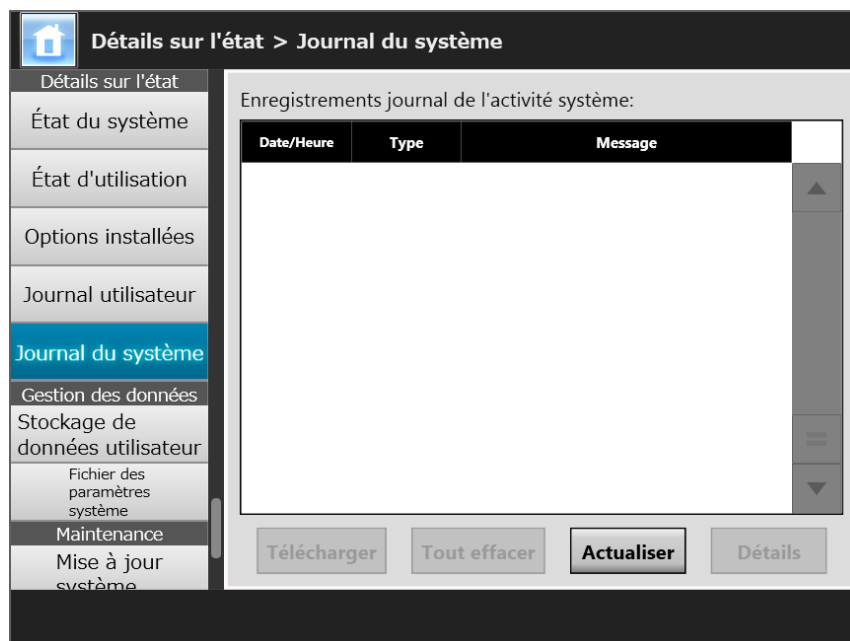 Détails sur l'état > Journal du système
Détails sur l'état
État du système
État d'utilisation
Options installées
Journal utilisateur
Journal du système
Gestion des données
Stockage de
données utilisateur
Fichier des
paramètres
système
Maintenance
Mise à jour
système
Enregistrements journal de l'activité système:
Date/Heure Type Message
Télécharger Tout effacer Actualiser Détails